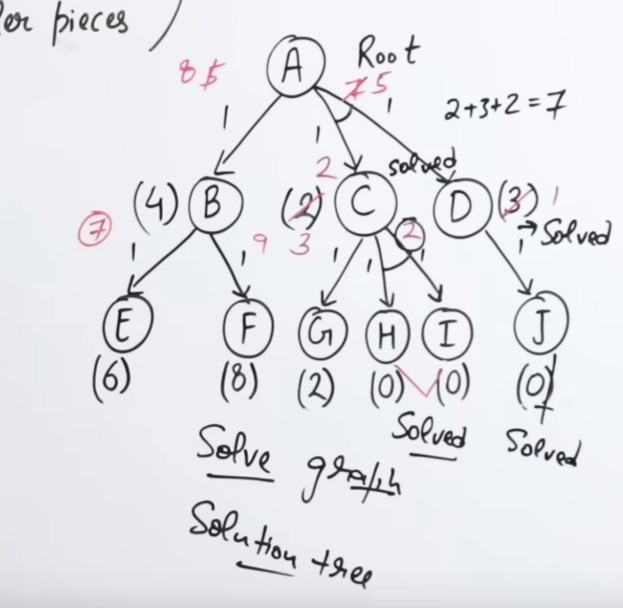 ler pieces )
A Root
8 5
7 5
1 1 1
2+3+2=7
2 solved
(4) B (2) C D (3) 1
7 9 3 2 → Solved
1 1 1 1 1 1
E F G H I J
(6) (8) (2) (0) (0) (0)
Solved Solved
Solve graph
Solution tree